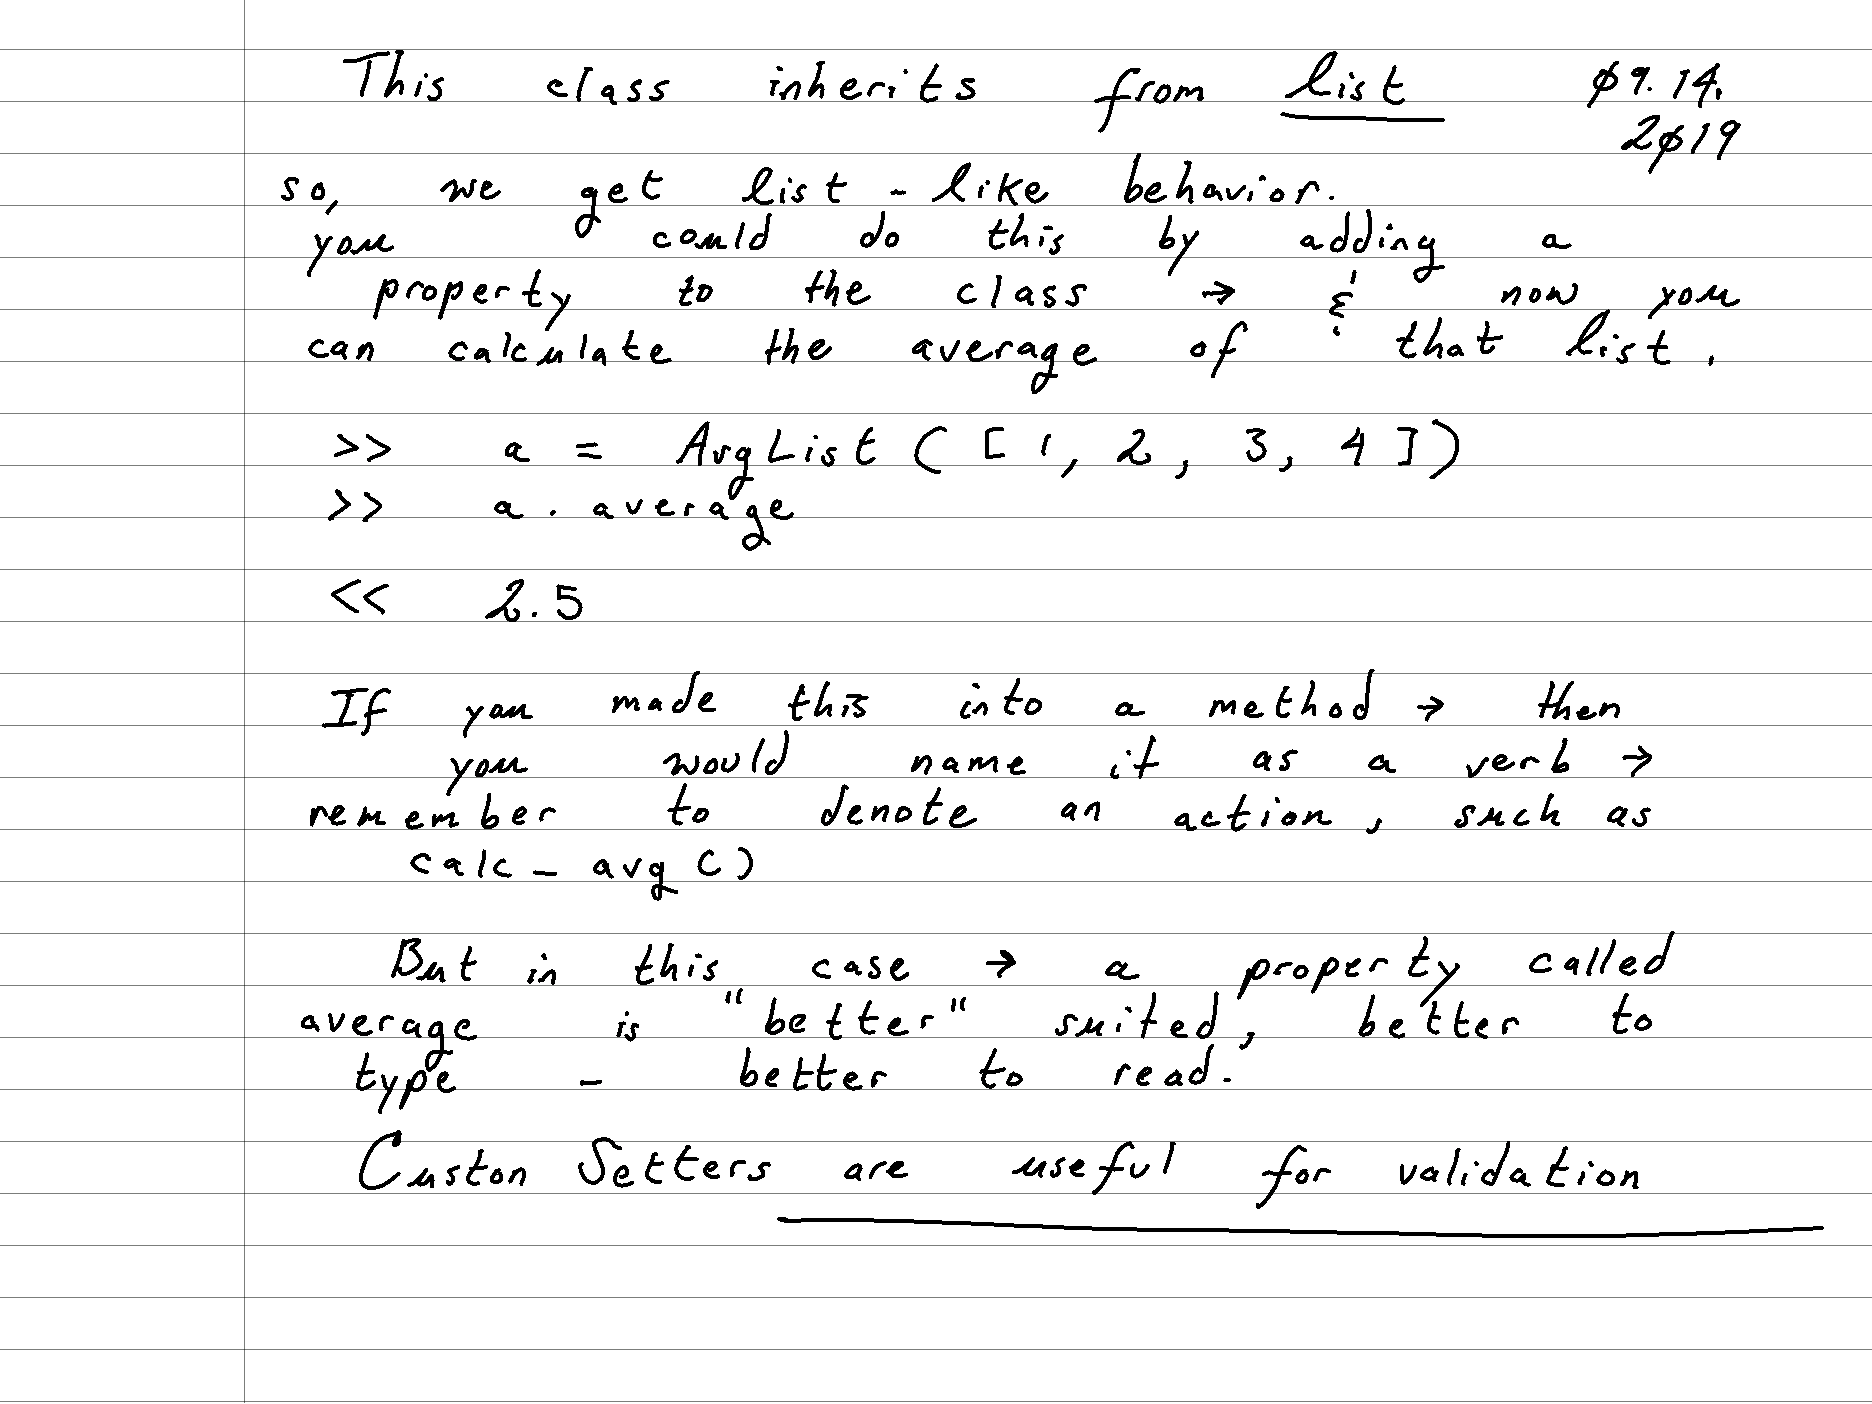 This class inherits from list ø9.14.
2ø19
so, we get list - like behavior.
you could do this by adding a
property to the class → & now you
can calculate the average of that list.
>> a = AvgList ( [ 1, 2, 3, 4 ] )
>> a . average
<< 2.5
If you made this into a method → then
you would name it as a verb →
remember to denote an action, such as
calc _ avg ( )
But in this case → a property called
average is "better" suited, better to
type - better to read.
Custon Setters are useful for validation